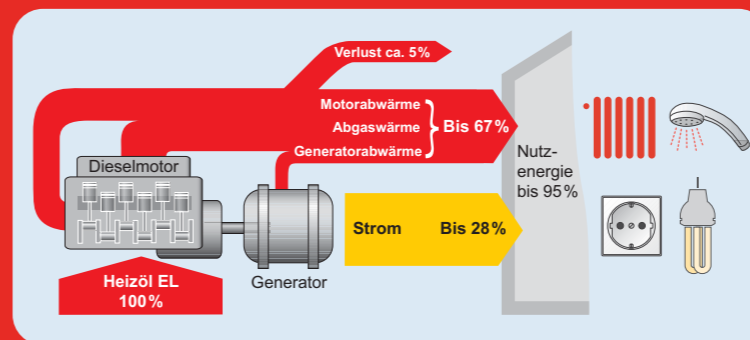 Verlust ca. 5%
Motorabwärme
Abgaswärme
Generatorabwärme
Bis 67%
Dieselmotor
Nutz-
energie
bis 95%
Strom Bis 28%
Heizöl EL
100%
Generator